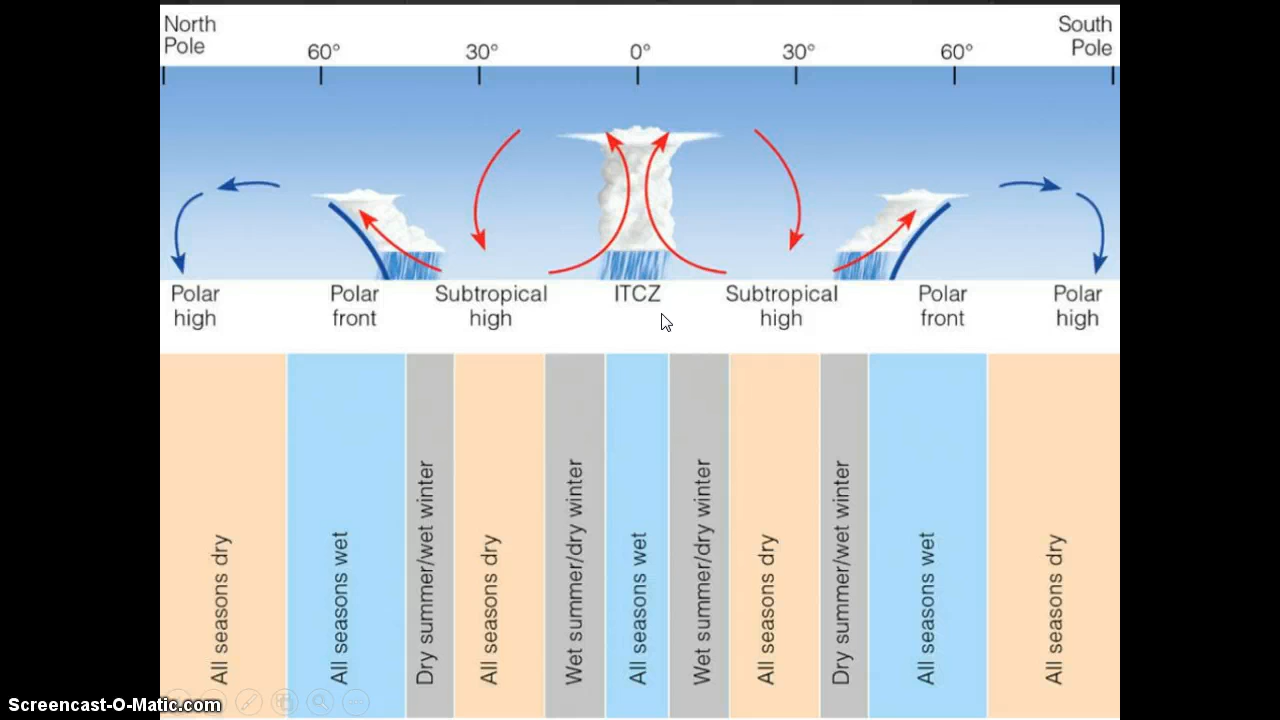 North
Pole
60°
30°
0°
30°
60°
South
Pole
Polar
high
Polar
front
Subtropical
high
ITCZ
Subtropical
high
Polar
front
Polar
high
All seasons dry
All seasons wet
Dry summer/wet winter
All seasons dry
Wet summer/dry winter
All seasons wet
Wet summer/dry winter
All seasons dry
Dry summer/wet winter
All seasons wet
All seasons dry
Screencast-O-Matic.com